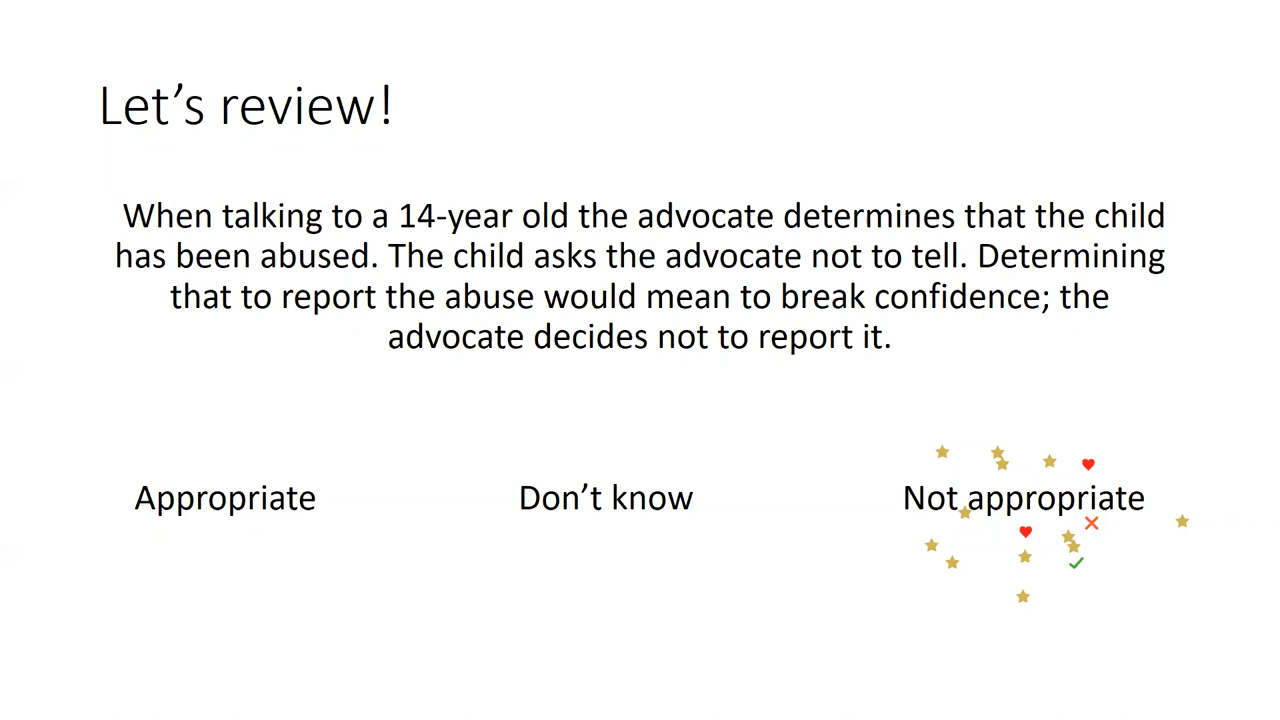 Let’s review!
When talking to a 14-year old the advocate determines that the child
has been abused. The child asks the advocate not to tell. Determining
that to report the abuse would mean to break confidence; the
advocate decides not to report it.
Appropriate
Don’t know
Not appropriate